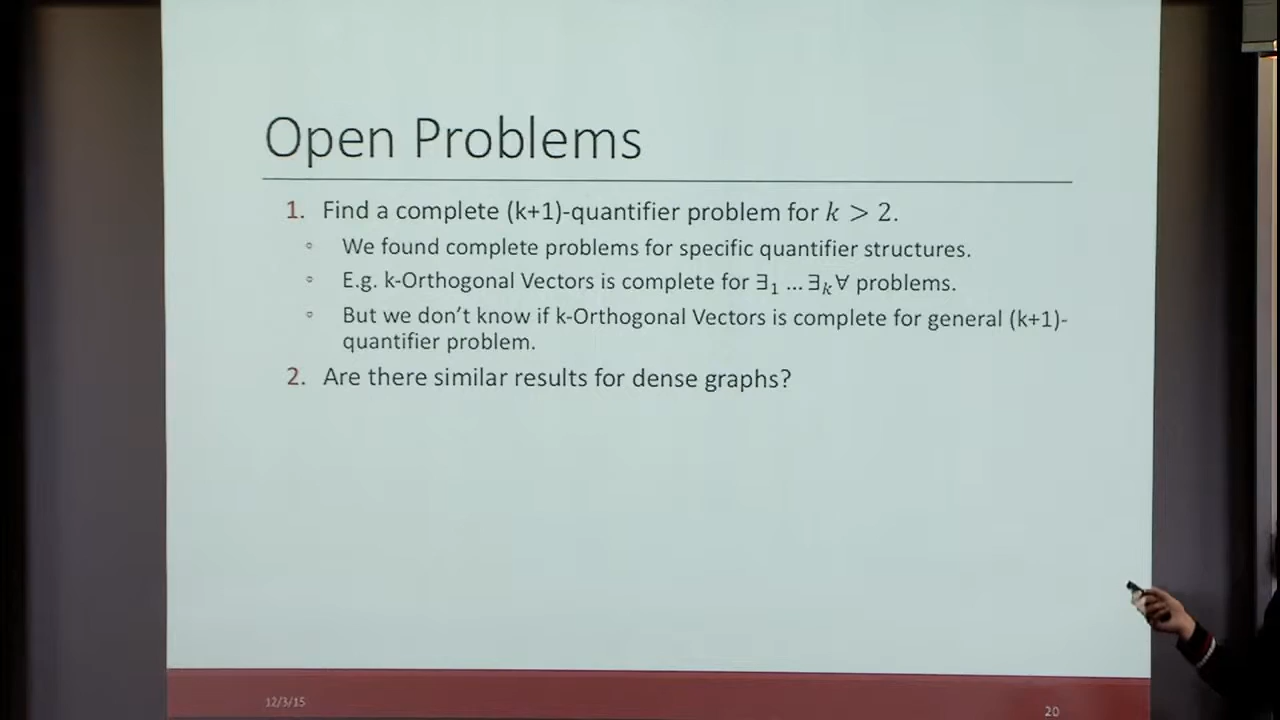 Open Problems
1. Find a complete (k+1)-quantifier problem for k > 2.
◦ We found complete problems for specific quantifier structures.
◦ E.g. k-Orthogonal Vectors is complete for ∃₁ ... ∃ₖ∀ problems.
◦ But we don't know if k-Orthogonal Vectors is complete for general (k+1)-
quantifier problem.
2. Are there similar results for dense graphs?
12/3/15
20